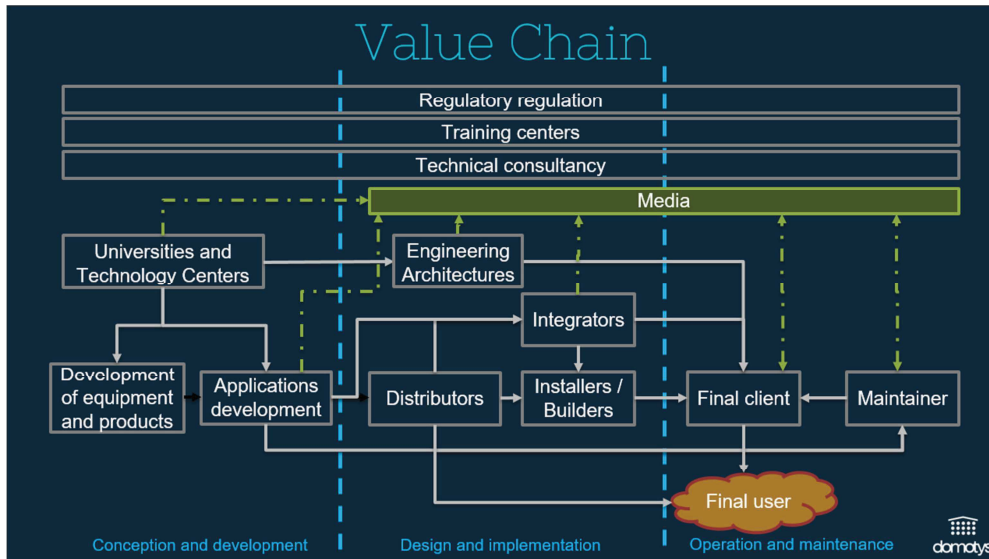 Value Chain
Regulatory regulation
Training centers
Technical consultancy
Media
Universities and
Technology Centers
Engineering
Architectures
Integrators
Development
of equipment
and products
Applications
development
Distributors
Installers /
Builders
Final client
Maintainer
Final user
Conception and development
Design and implementation
Operation and maintenance
domotys